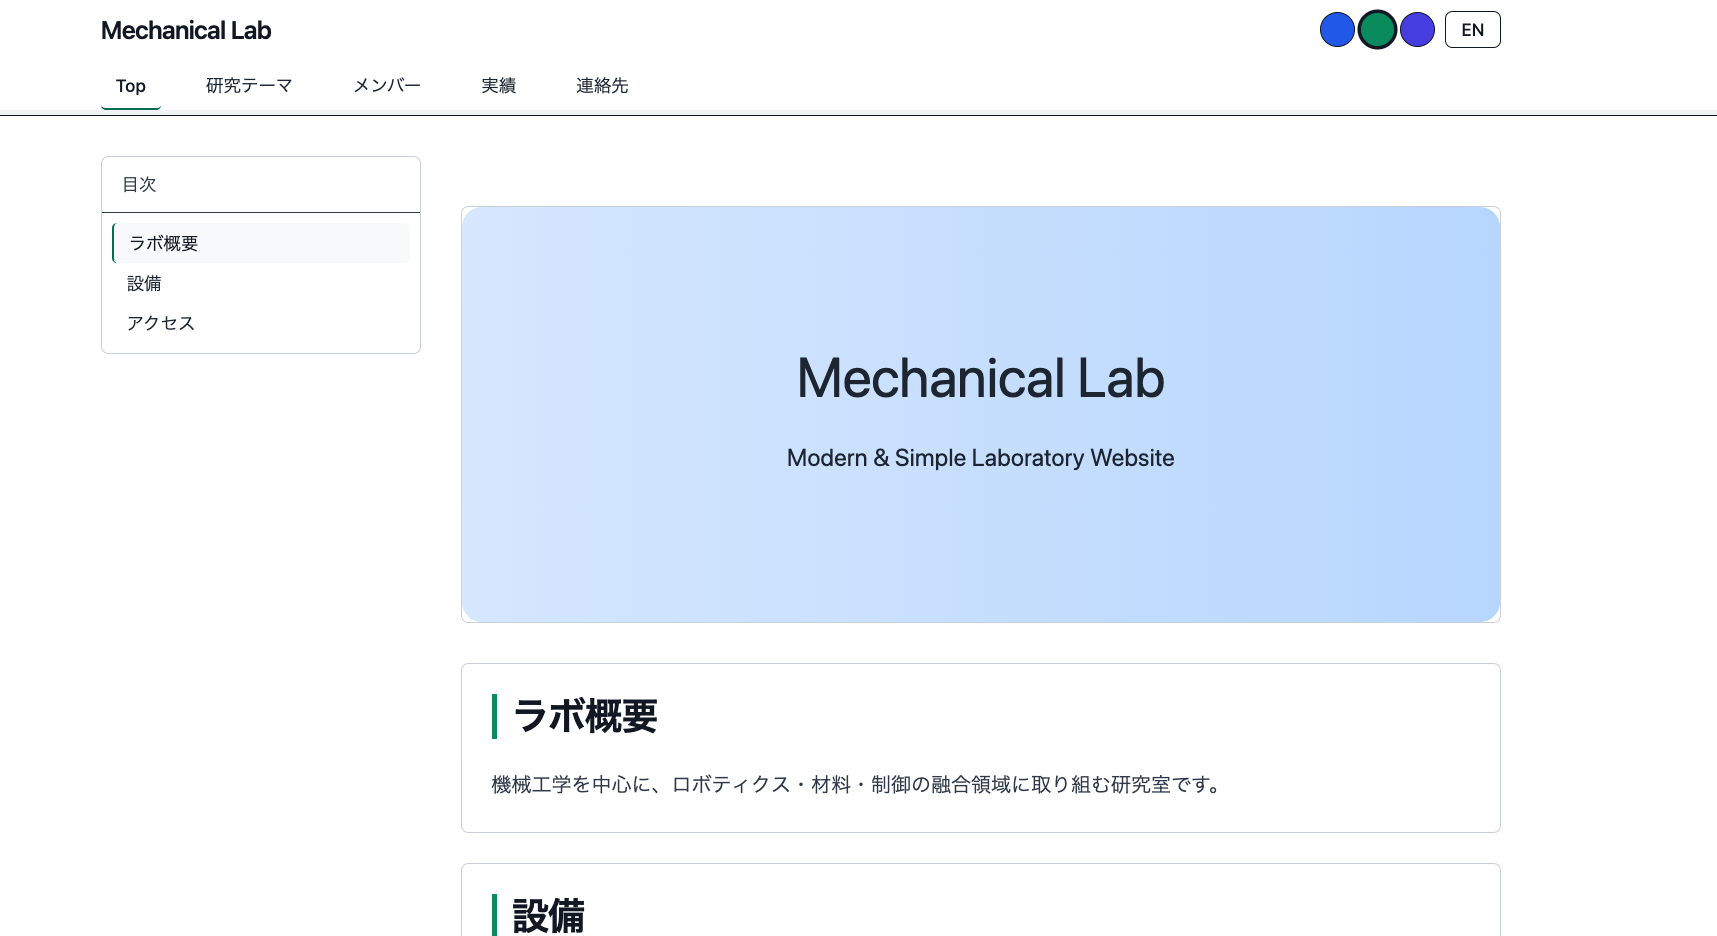 Mechanical Lab
EN
Top
研究テーマ
メンバー
実績
連絡先
目次
ラボ概要
設備
アクセス
Mechanical Lab
Modern & Simple Laboratory Website
ラボ概要
機械工学を中心に、ロボティクス・材料・制御の融合領域に取り組む研究室です。
設備